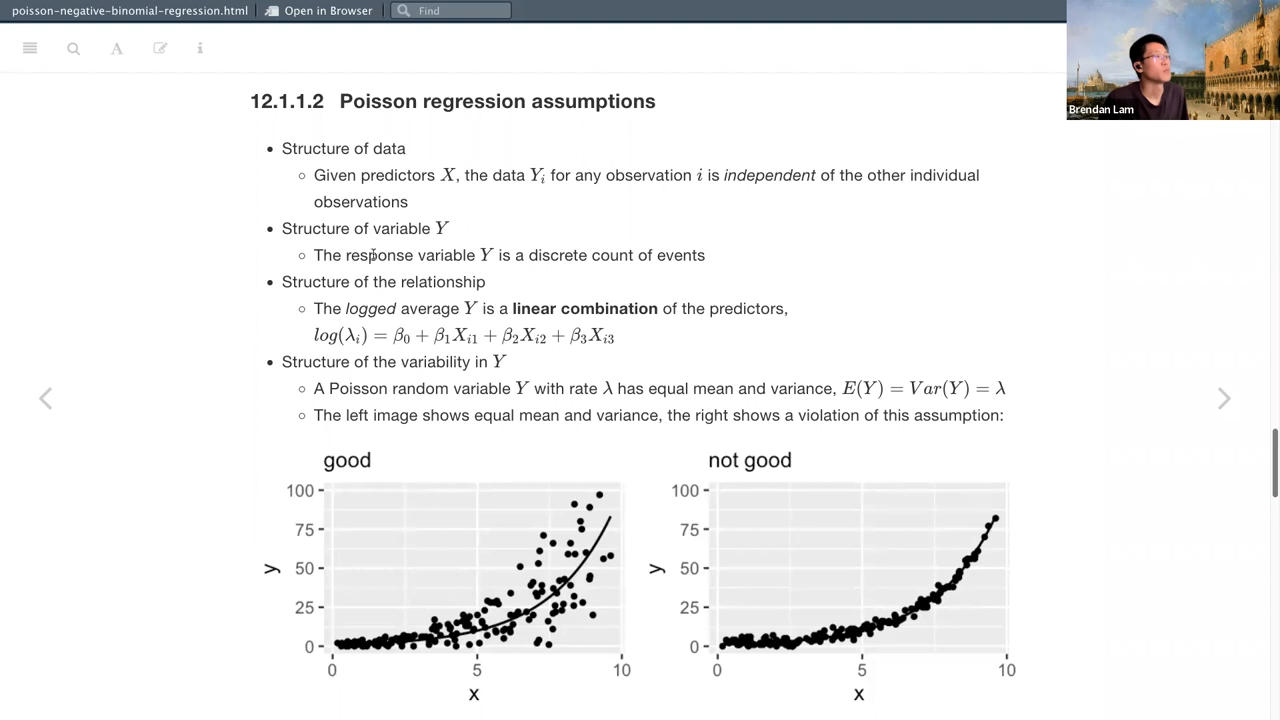 poisson-negative-binomial-regression.html Open in Browser Find
Brendan Lam
12.1.1.2 Poisson regression assumptions
• Structure of data
◦ Given predictors X, the data Yᵢ for any observation i is independent of the other individual
observations
• Structure of variable Y
◦ The response variable Y is a discrete count of events
• Structure of the relationship
◦ The logged average Y is a linear combination of the predictors,
log(λᵢ) = β₀ + β₁Xᵢ₁ + β₂Xᵢ₂ + β₃Xᵢ₃
• Structure of the variability in Y
◦ A Poisson random variable Y with rate λ has equal mean and variance, E(Y) = Var(Y) = λ
◦ The left image shows equal mean and variance, the right shows a violation of this assumption:
good
100
75
50
25
0
y
0 5 10
x
not good
100
75
50
25
0
y
0 5 10
x